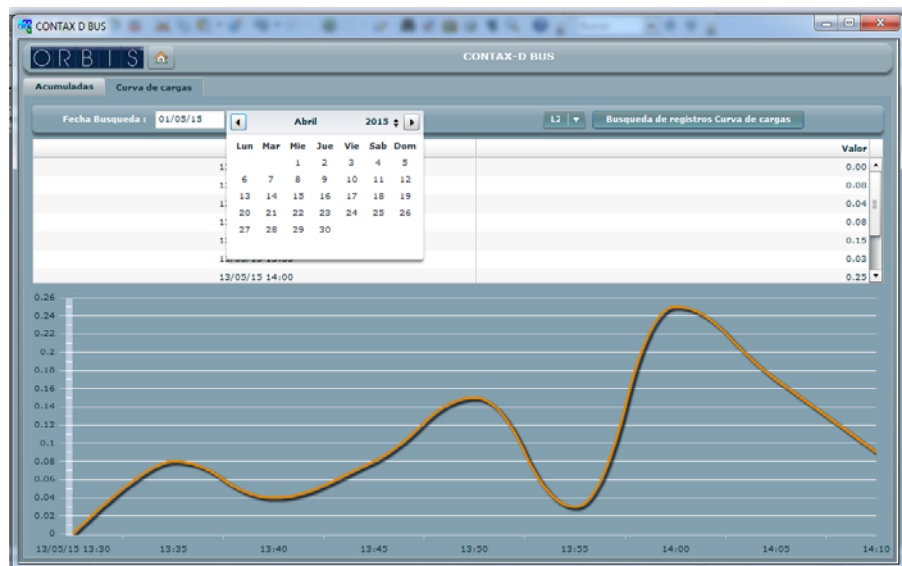 CONTAX D BUS
ORBIS CONTAX-D BUS
Acumuladas Curva de cargas
Fecha Busqueda : 01/05/15 L2 Busqueda de registros Curva de cargas
Abril 2015
Lun Mar Mie Jue Vie Sab Dom
1 2 3 4 5
6 7 8 9 10 11 12
13 14 15 16 17 18 19
20 21 22 23 24 25 26
27 28 29 30
Valor
0.00
0.08
0.04
0.08
0.15
0.03
13/05/15 14:00 0.25
0.26
0.24
0.22
0.2
0.18
0.16
0.14
0.12
0.1
0.08
0.06
0.04
0.02
0
13/05/15 13:30 13:35 13:40 13:45 13:50 13:55 14:00 14:05 14:10